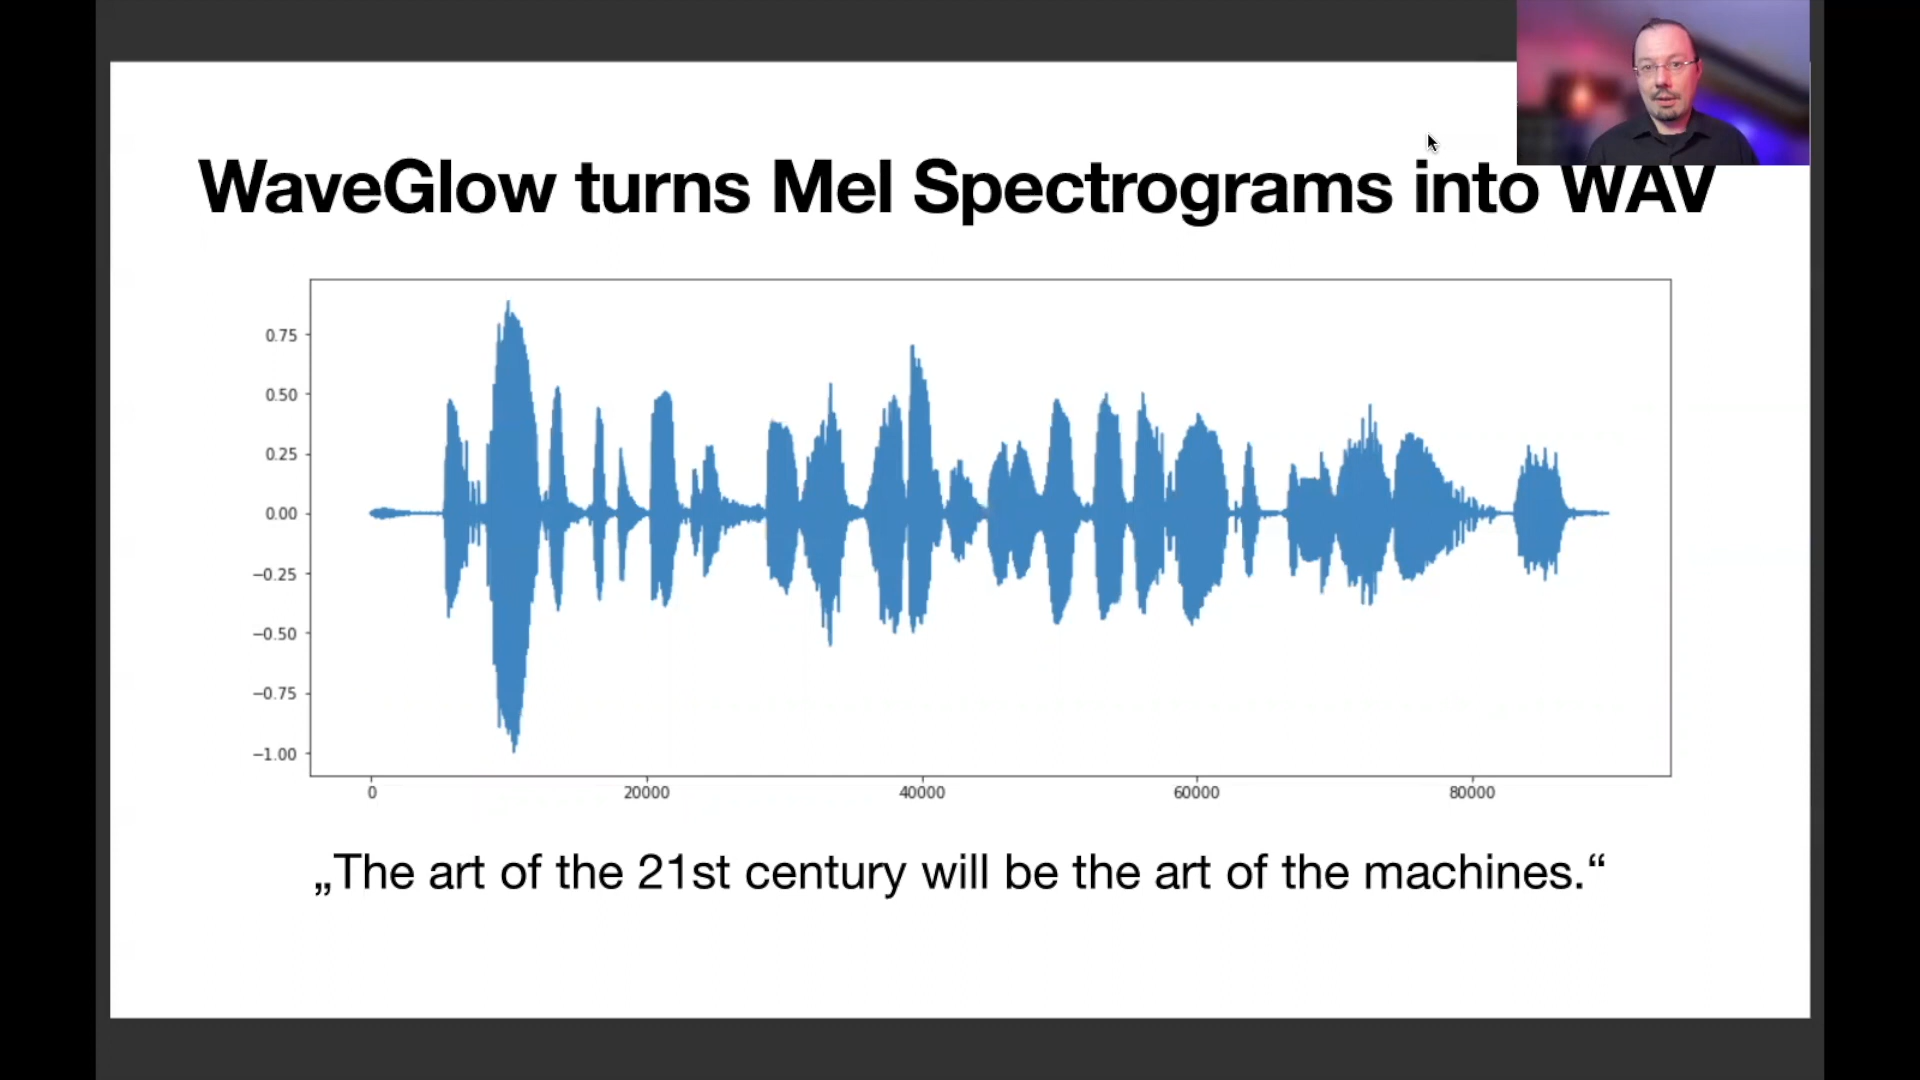 WaveGlow turns Mel Spectrograms into WAV
0.75
0.50
0.25
0.00
−0.25
−0.50
−0.75
−1.00
0 20000 40000 60000 80000
„The art of the 21st century will be the art of the machines.“